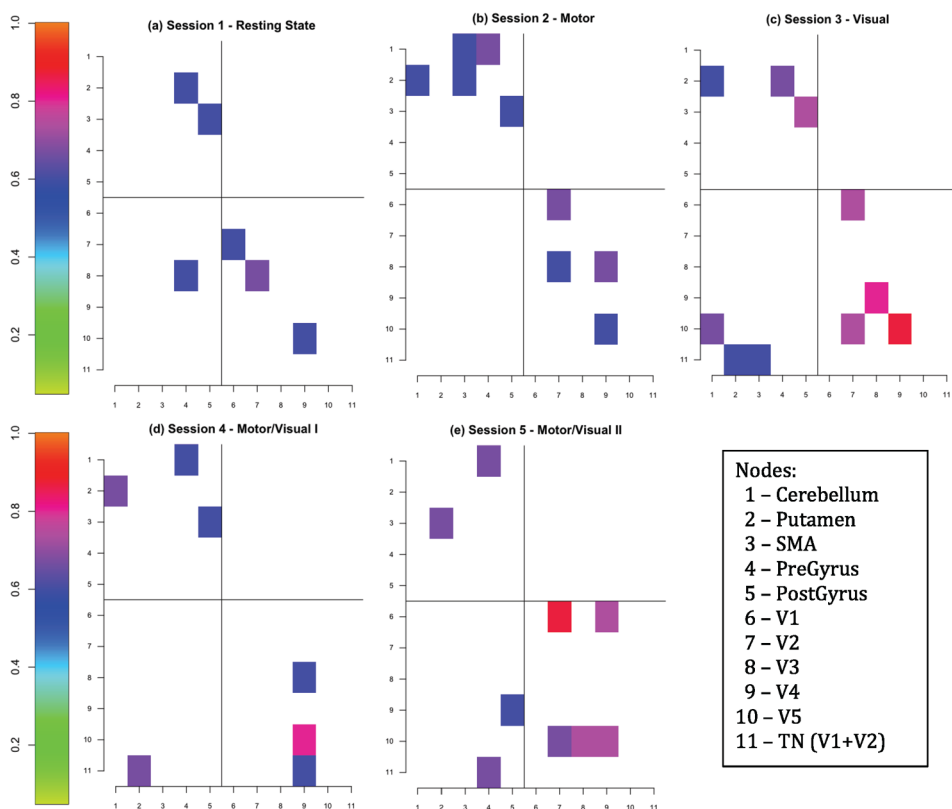 (a) Session 1 - Resting State
(b) Session 2 - Motor
(c) Session 3 - Visual
1.0
0.8
0.6
0.4
0.2
1
2
3
4
5
6
7
8
9
10
11
1 2 3 4 5 6 7 8 9 10 11
1
2
3
4
5
6
7
8
9
10
11
1 2 3 4 5 6 7 8 9 10 11
1
2
3
4
5
6
7
8
9
10
11
1 2 3 4 5 6 7 8 9 10 11
(d) Session 4 - Motor/Visual I
(e) Session 5 - Motor/Visual II
1.0
0.8
0.6
0.4
0.2
1
2
3
4
5
6
7
8
9
10
11
1 2 3 4 5 6 7 8 9 10 11
1
2
3
4
5
6
7
8
9
10
11
1 2 3 4 5 6 7 8 9 10 11
Nodes:
1 – Cerebellum
2 – Putamen
3 – SMA
4 – PreGyrus
5 – PostGyrus
6 – V1
7 – V2
8 – V3
9 – V4
10 – V5
11 – TN (V1+V2)